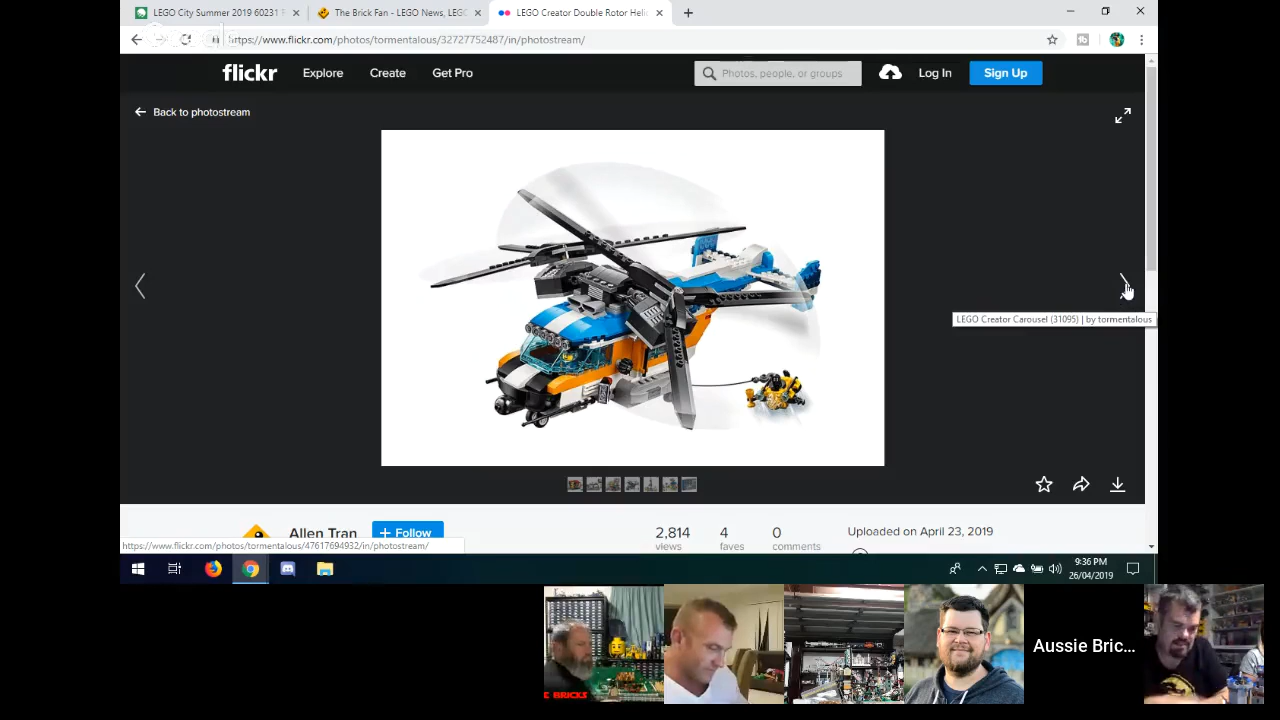 LEGO City Summer 2019 60231 F
The Brick Fan - LEGO News, LEGO
LEGO Creator Double Rotor Helic
https://www.flickr.com/photos/tormentalous/32727752487/in/photostream/
flickr
Explore
Create
Get Pro
Photos, people, or groups
Log In
Sign Up
Back to photostream
LEGO Creator Carousel (31095) | by tormentalous
Allen Tran
+ Follow
2,814
views
4
faves
0
comments
Uploaded on April 23, 2019
https://www.flickr.com/photos/tormentalous/47617694932/in/photostream/
9:36 PM
26/04/2019
E BRICKS
Aussie Bric...